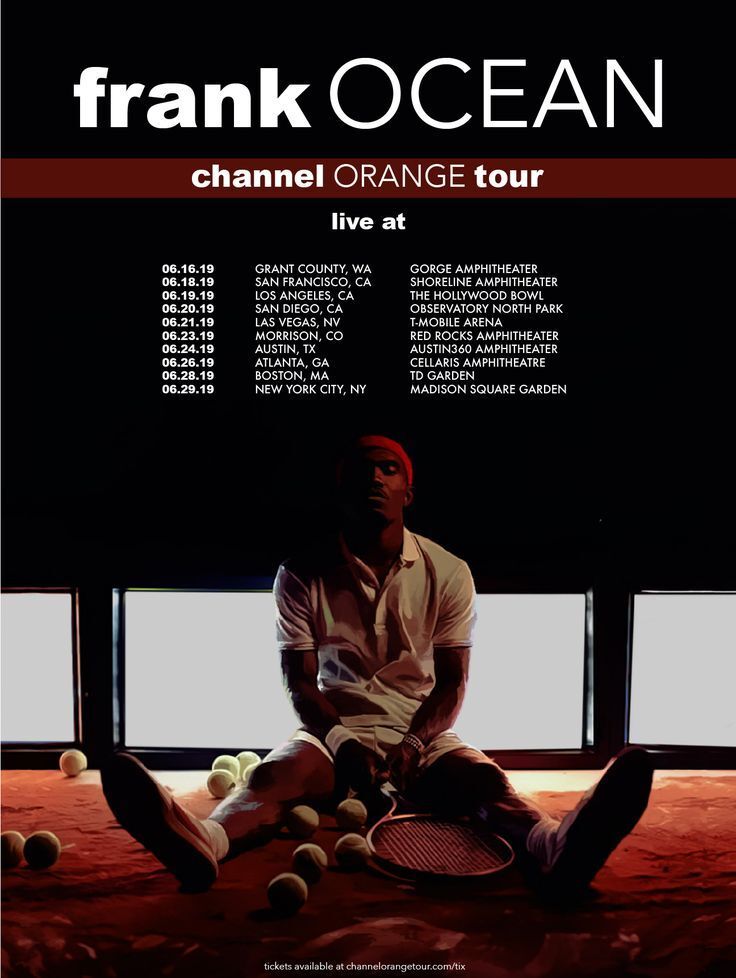 frank OCEAN
channel ORANGE tour
live at
06.16.19 GRANT COUNTY, WA GORGE AMPHITHEATER
06.18.19 SAN FRANCISCO, CA SHORELINE AMPHITHEATER
06.19.19 LOS ANGELES, CA THE HOLLYWOOD BOWL
06.20.19 SAN DIEGO, CA OBSERVATORY NORTH PARK
06.21.19 LAS VEGAS, NV T-MOBILE ARENA
06.23.19 MORRISON, CO RED ROCKS AMPHITHEATER
06.24.19 AUSTIN, TX AUSTIN360 AMPHITHEATER
06.26.19 ATLANTA, GA CELLARIS AMPHITHEATRE
06.28.19 BOSTON, MA TD GARDEN
06.29.19 NEW YORK CITY, NY MADISON SQUARE GARDEN
tickets available at channelorangetour.com/tix